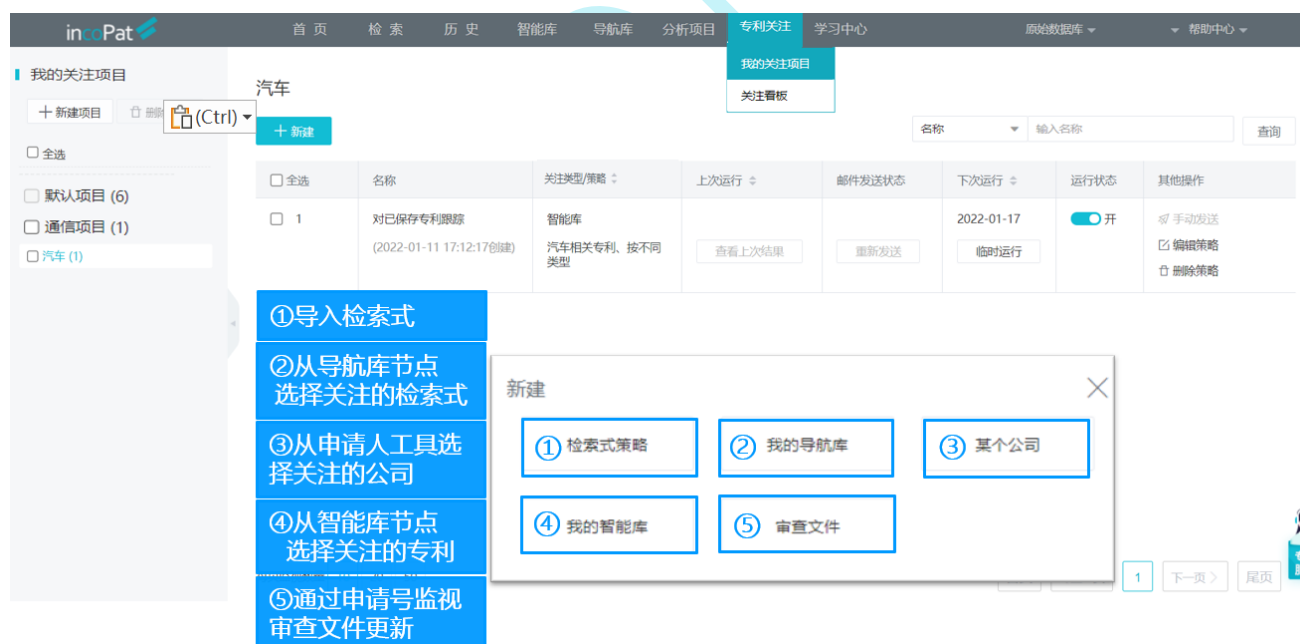 incoPat
首 页 检 索 历 史 智能库 导航库 分析项目 专利关注 学习中心 原始数据库 帮助中心
我的关注项目
关注看板
我的关注项目
新建项目
(Ctrl)
全选
默认项目 (6)
通信项目 (1)
汽车 (1)
汽车
新建
名称 输入名称 查询
全选 名称 关注类型/策略 上次运行 邮件发送状态 下次运行 运行状态 其他操作
1 对已保存专利跟踪 智能库 2022-01-17 开 手动发送
(2022-01-11 17:12:17创建) 汽车相关专利、按不同 查看上次结果 重新发送 临时运行 编辑策略
类型 删除策略
①导入检索式
②从导航库节点
选择关注的检索式
③从申请人工具选
择关注的公司
④从智能库节点
选择关注的专利
⑤通过申请号监视
审查文件更新
新建
① 检索式策略 ② 我的导航库 ③ 某个公司
④ 我的智能库 ⑤ 审查文件
1 下一页 尾页